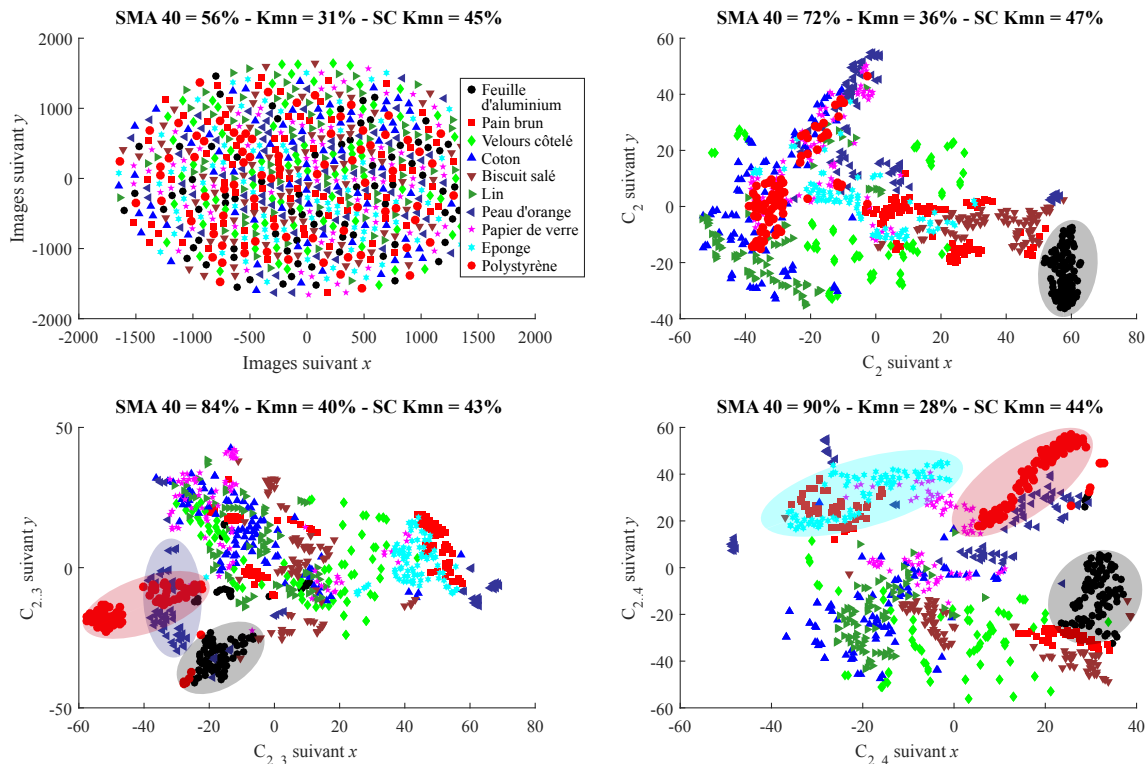 SMA 40 = 56% - Kmn = 31% - SC Kmn = 45%
2000
1000
0
-1000
-2000
Images suivant y
-2000 -1500 -1000 -500 0 500 1000 1500 2000
Images suivant x
Feuille
d'aluminium
Pain brun
Velours côtelé
Coton
Biscuit salé
Lin
Peau d'orange
Papier de verre
Eponge
Polystyrène
SMA 40 = 72% - Kmn = 36% - SC Kmn = 47%
60
40
20
0
-20
-40
C2 suivant y
-60 -40 -20 0 20 40 60 80
C2 suivant x
SMA 40 = 84% - Kmn = 40% - SC Kmn = 43%
50
0
-50
C2..3 suivant y
-60 -40 -20 0 20 40 60 80
C2..3 suivant x
SMA 40 = 90% - Kmn = 28% - SC Kmn = 44%
60
40
20
0
-20
-40
-60
C2..4 suivant y
-60 -40 -20 0 20 40
C2..4 suivant x